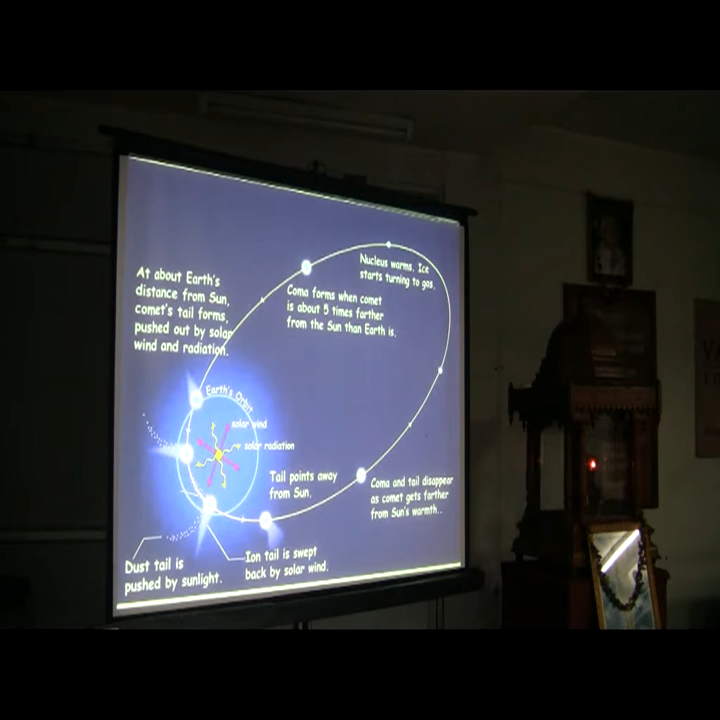 Nucleus warms. Ice
starts turning to gas.
At about Earth's
distance from Sun,
comet's tail forms,
pushed out by solar
wind and radiation.
Coma forms when comet
is about 5 times farther
from the Sun than Earth is.
Earth's Orbit
solar wind
solar radiation
Tail points away
from Sun.
Coma and tail disappear
as comet gets farther
from Sun's warmth..
Dust tail is
pushed by sunlight.
Ion tail is swept
back by solar wind.